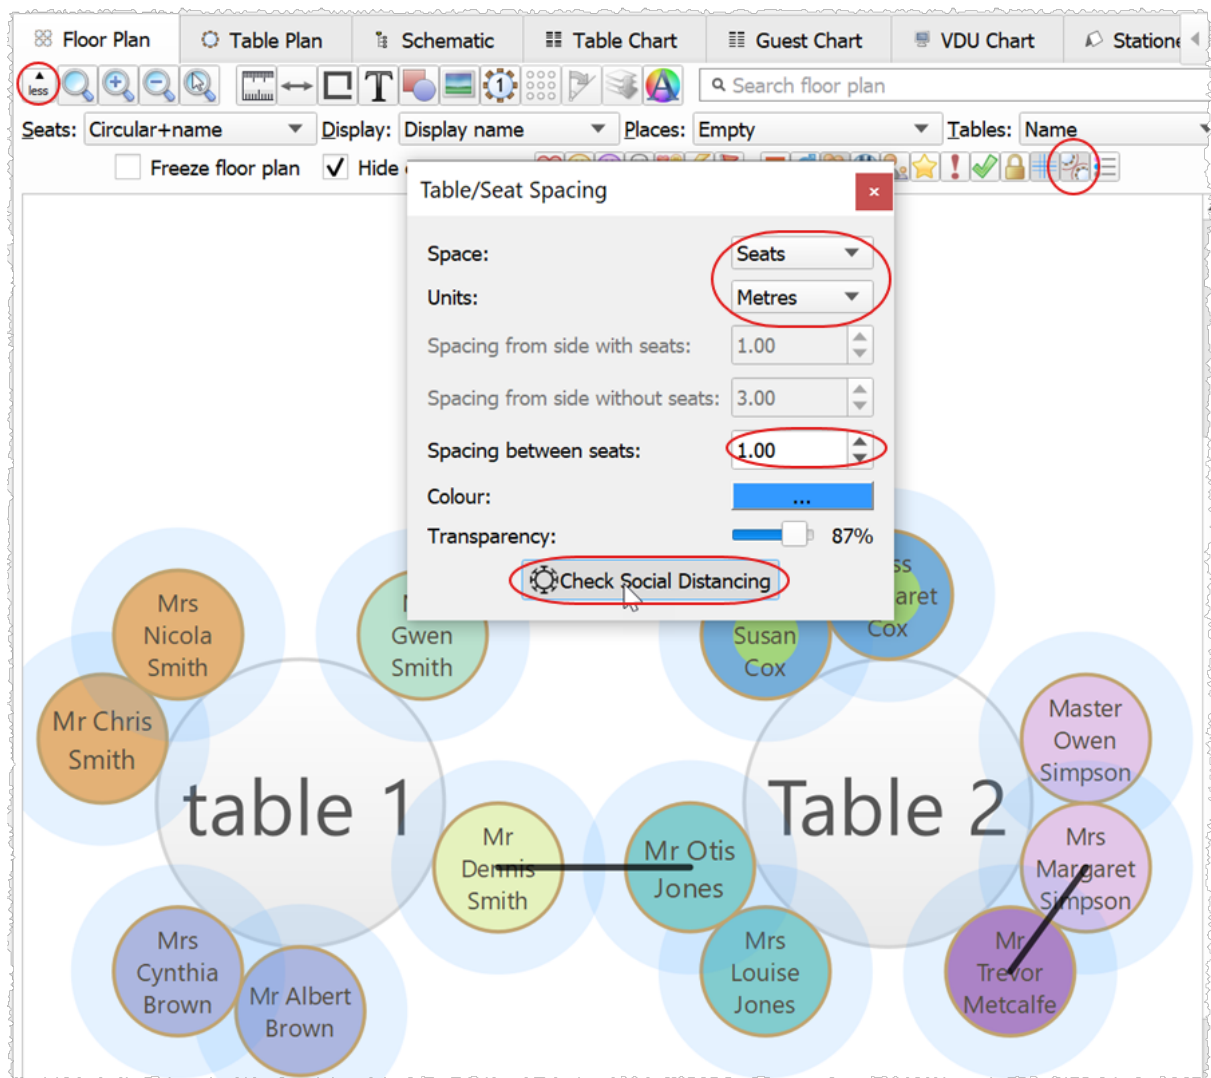 Floor Plan
Table Plan
Schematic
Table Chart
Guest Chart
VDU Chart
less
1
T
A
Search floor plan
Seats: Circular+name
Display: Display name
Places: Empty
Tables: Name
Freeze floor plan
Hide
Table/Seat Spacing
x
Space: Seats
Units: Metres
Spacing from side with seats: 1.00
Spacing from side without seats: 3.00
Spacing between seats: 1.00
Colour: ...
Transparency: 87%
Check Social Distancing
Mrs
Nicola
Smith
Gwen
Smith
Susan
Cox
Cox
Mr Chris
Smith
Master
Owen
Simpson
table 1
Table 2
Mr
Dennis
Smith
Mr Otis
Jones
Mrs
Margaret
Simpson
Mrs
Cynthia
Brown
Mr Albert
Brown
Mrs
Louise
Jones
Mr
Trevor
Metcalfe